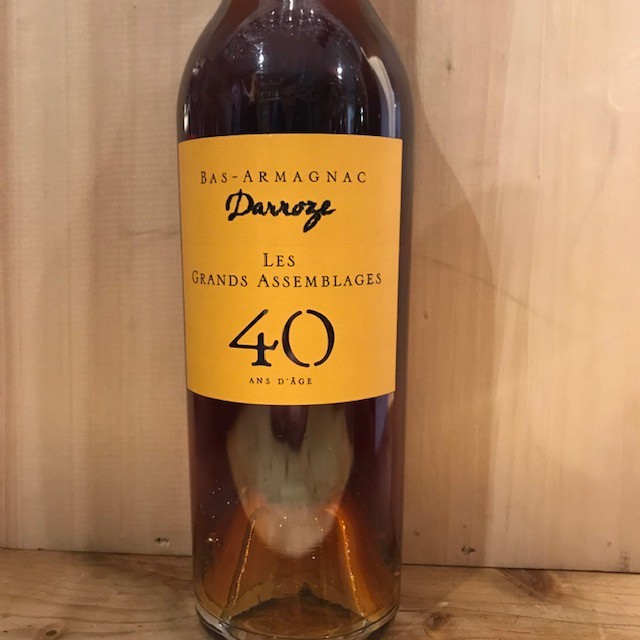 Bas-Armagnac
Darroze
Les
Grands Assemblages
40
ans d'âge